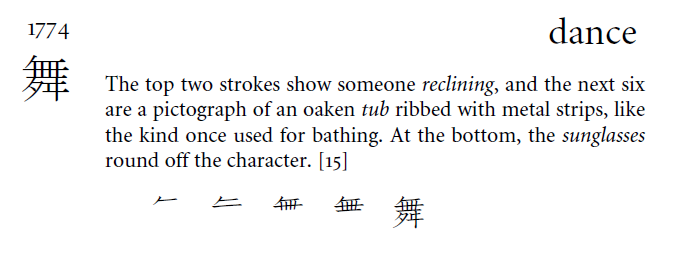 1774
dance
舞
The top two strokes show someone reclining, and the next six
are a pictograph of an oaken tub ribbed with metal strips, like
the kind once used for bathing. At the bottom, the sunglasses
round off the character. [15]
舞